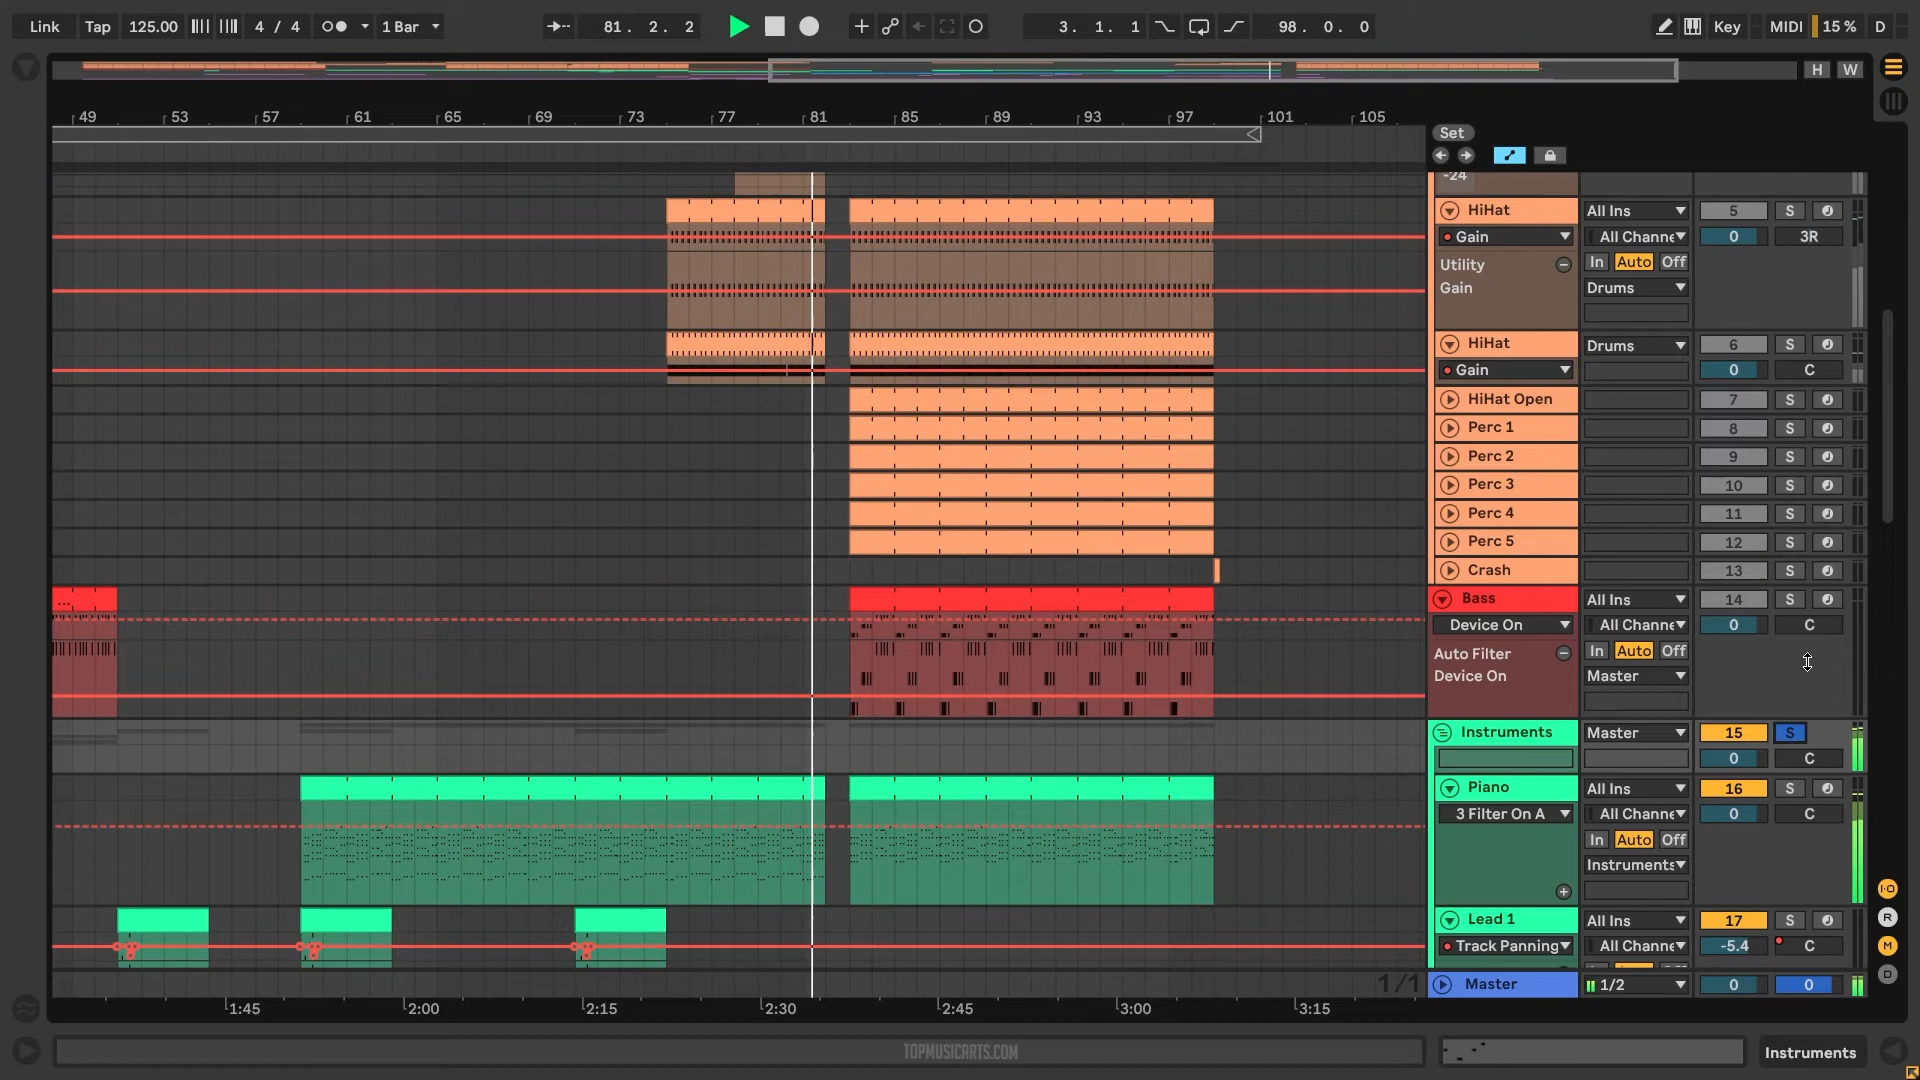 Link Tap 125.00 4 / 4 1 Bar 81. 2. 2 3. 1. 1 98. 0. 0 Key MIDI 15 % D
H W
49 53 57 61 65 69 73 77 81 85 89 93 97 101 105
Set
-24
HiHat All Ins 5 S
Gain All Channe 0 3R
Utility In Auto Off
Gain Drums
HiHat Drums 6 S
Gain 0 C
HiHat Open 7 S
Perc 1 8 S
Perc 2 9 S
Perc 3 10 S
Perc 4 11 S
Perc 5 12 S
Crash 13 S
... Bass All Ins 14 S
Device On All Channe 0 C
Auto Filter In Auto Off
Device On Master
Instruments Master 15 S
0 C
Piano All Ins 16 S
3 Filter On A All Channe 0 C
In Auto Off
Instruments
I·O
Lead 1 All Ins 17 S R
Track Panning All Channe -5.4 C M
D
1/1 Master 1/2 0 0
1:45 2:00 2:15 2:30 2:45 3:00 3:15
TOPMUSICARTS.COM Instruments